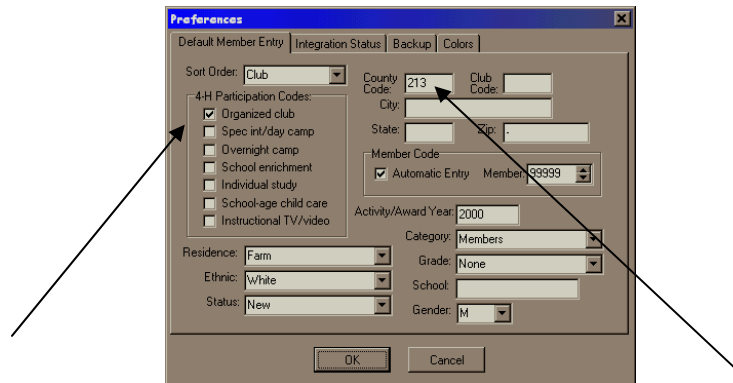 Preferences
Default Member Entry Integration Status Backup Colors
Sort Order: Club
4-H Participation Codes:
Organized club
Spec int/day camp
Overnight camp
School enrichment
Individual study
School-age child care
Instructional TV/video
Residence: Farm
Ethnic: White
Status: New
County Code: 213 Club Code:
City:
State: Zip: -
Member Code
Automatic Entry Member: 99999
Activity/Award Year: 2000
Category: Members
Grade: None
School:
Gender: M
OK Cancel